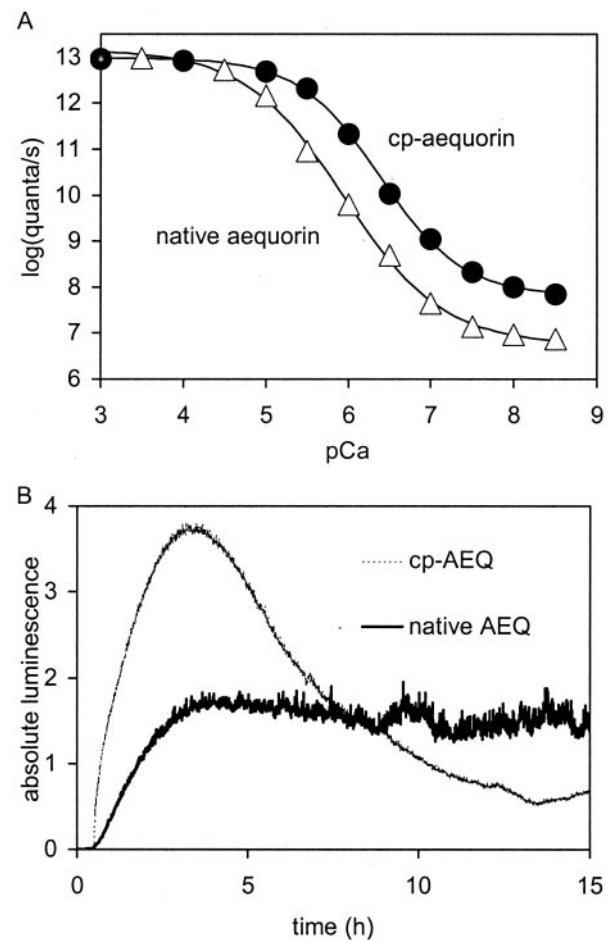 A
13
12
11
10
9
8
7
6
log(quanta/s)
cp-aequorin
native aequorin
3 4 5 6 7 8 9
pCa
B
4
3
2
1
0
absolute luminescence
cp-AEQ
native AEQ
0 5 10 15
time (h)